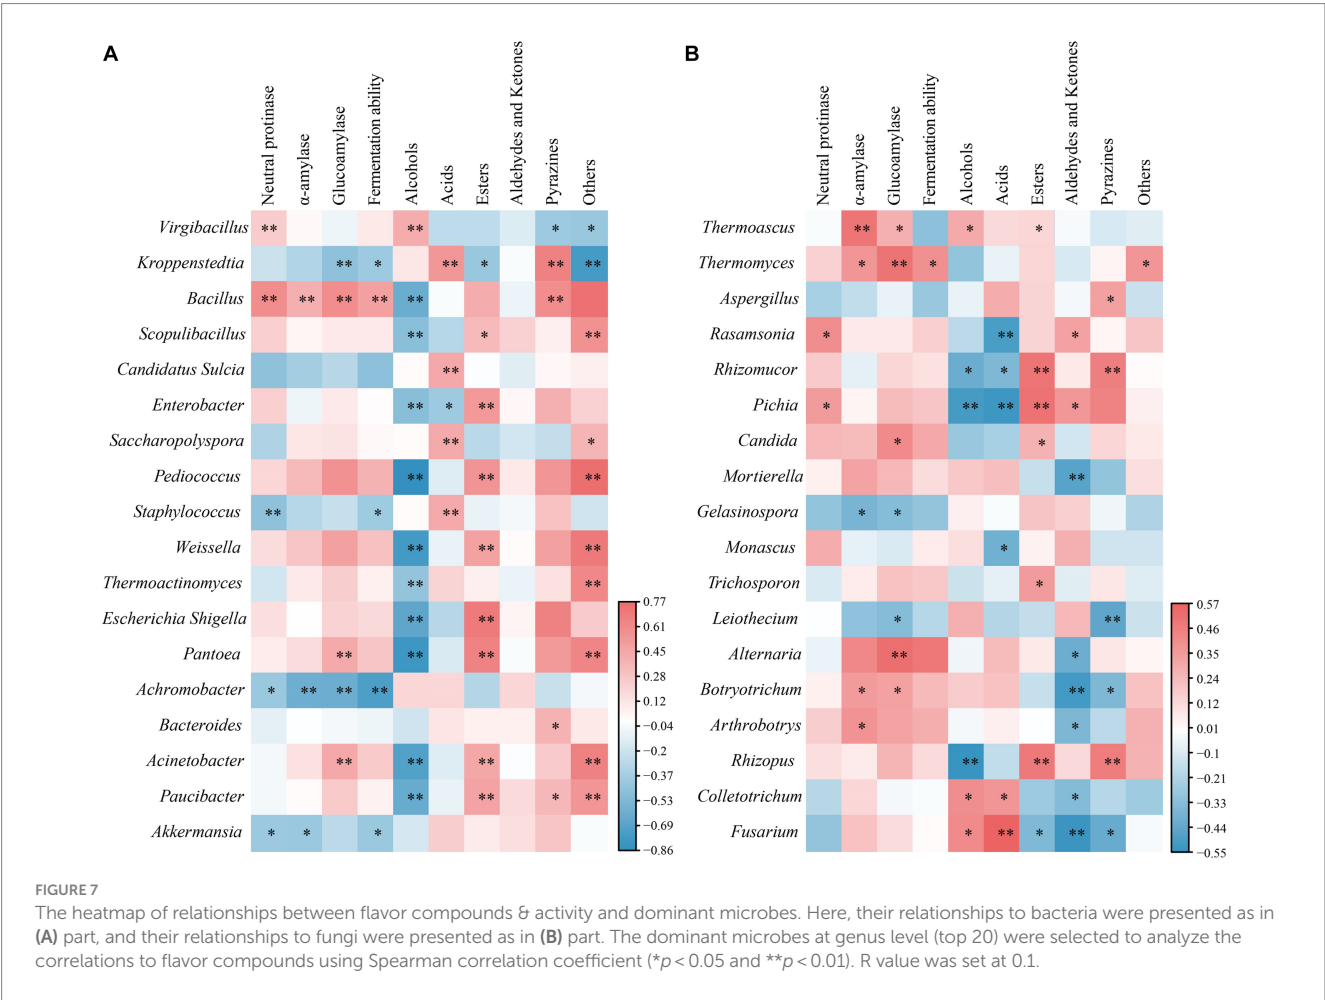 A
B
Neutral protinase
α-amylase
Glucoamylase
Fermentation ability
Alcohols
Acids
Esters
Aldehydes and Ketones
Pyrazines
Others
Virgibacillus ** ** * *
Kroppenstedtia ** * ** * ** **
Bacillus ** ** ** ** ** **
Scopulibacillus ** * **
Candidatus Sulcia **
Enterobacter ** * **
Saccharopolyspora ** *
Pediococcus ** ** **
Staphylococcus ** * **
Weissella ** ** **
Thermoactinomyces ** **
Escherichia Shigella ** **
Pantoea ** ** ** **
Achromobacter * ** ** **
Bacteroides *
Acinetobacter ** ** ** **
Paucibacter ** ** * **
Akkermansia * * *
0.77
0.61
0.45
0.28
0.12
−0.04
−0.2
−0.37
−0.53
−0.69
−0.86
Neutral protinase
α-amylase
Glucoamylase
Fermentation ability
Alcohols
Acids
Esters
Aldehydes and Ketones
Pyrazines
Others
Thermoascus ** * * *
Thermomyces * ** * *
Aspergillus *
Rasamsonia * ** *
Rhizomucor * * ** **
Pichia * ** ** ** *
Candida * *
Mortierella **
Gelasinospora * *
Monascus *
Trichosporon *
Leiothecium * **
Alternaria ** *
Botryotrichum * * ** *
Arthrobotrys * *
Rhizopus ** ** **
Colletotrichum * * *
Fusarium * ** * ** *
0.57
0.46
0.35
0.24
0.12
0.01
−0.1
−0.21
−0.33
−0.44
−0.55
FIGURE 7
The heatmap of relationships between flavor compounds & activity and dominant microbes. Here, their relationships to bacteria were presented as in
(A) part, and their relationships to fungi were presented as in (B) part. The dominant microbes at genus level (top 20) were selected to analyze the
correlations to flavor compounds using Spearman correlation coefficient (*p < 0.05 and **p < 0.01). R value was set at 0.1.